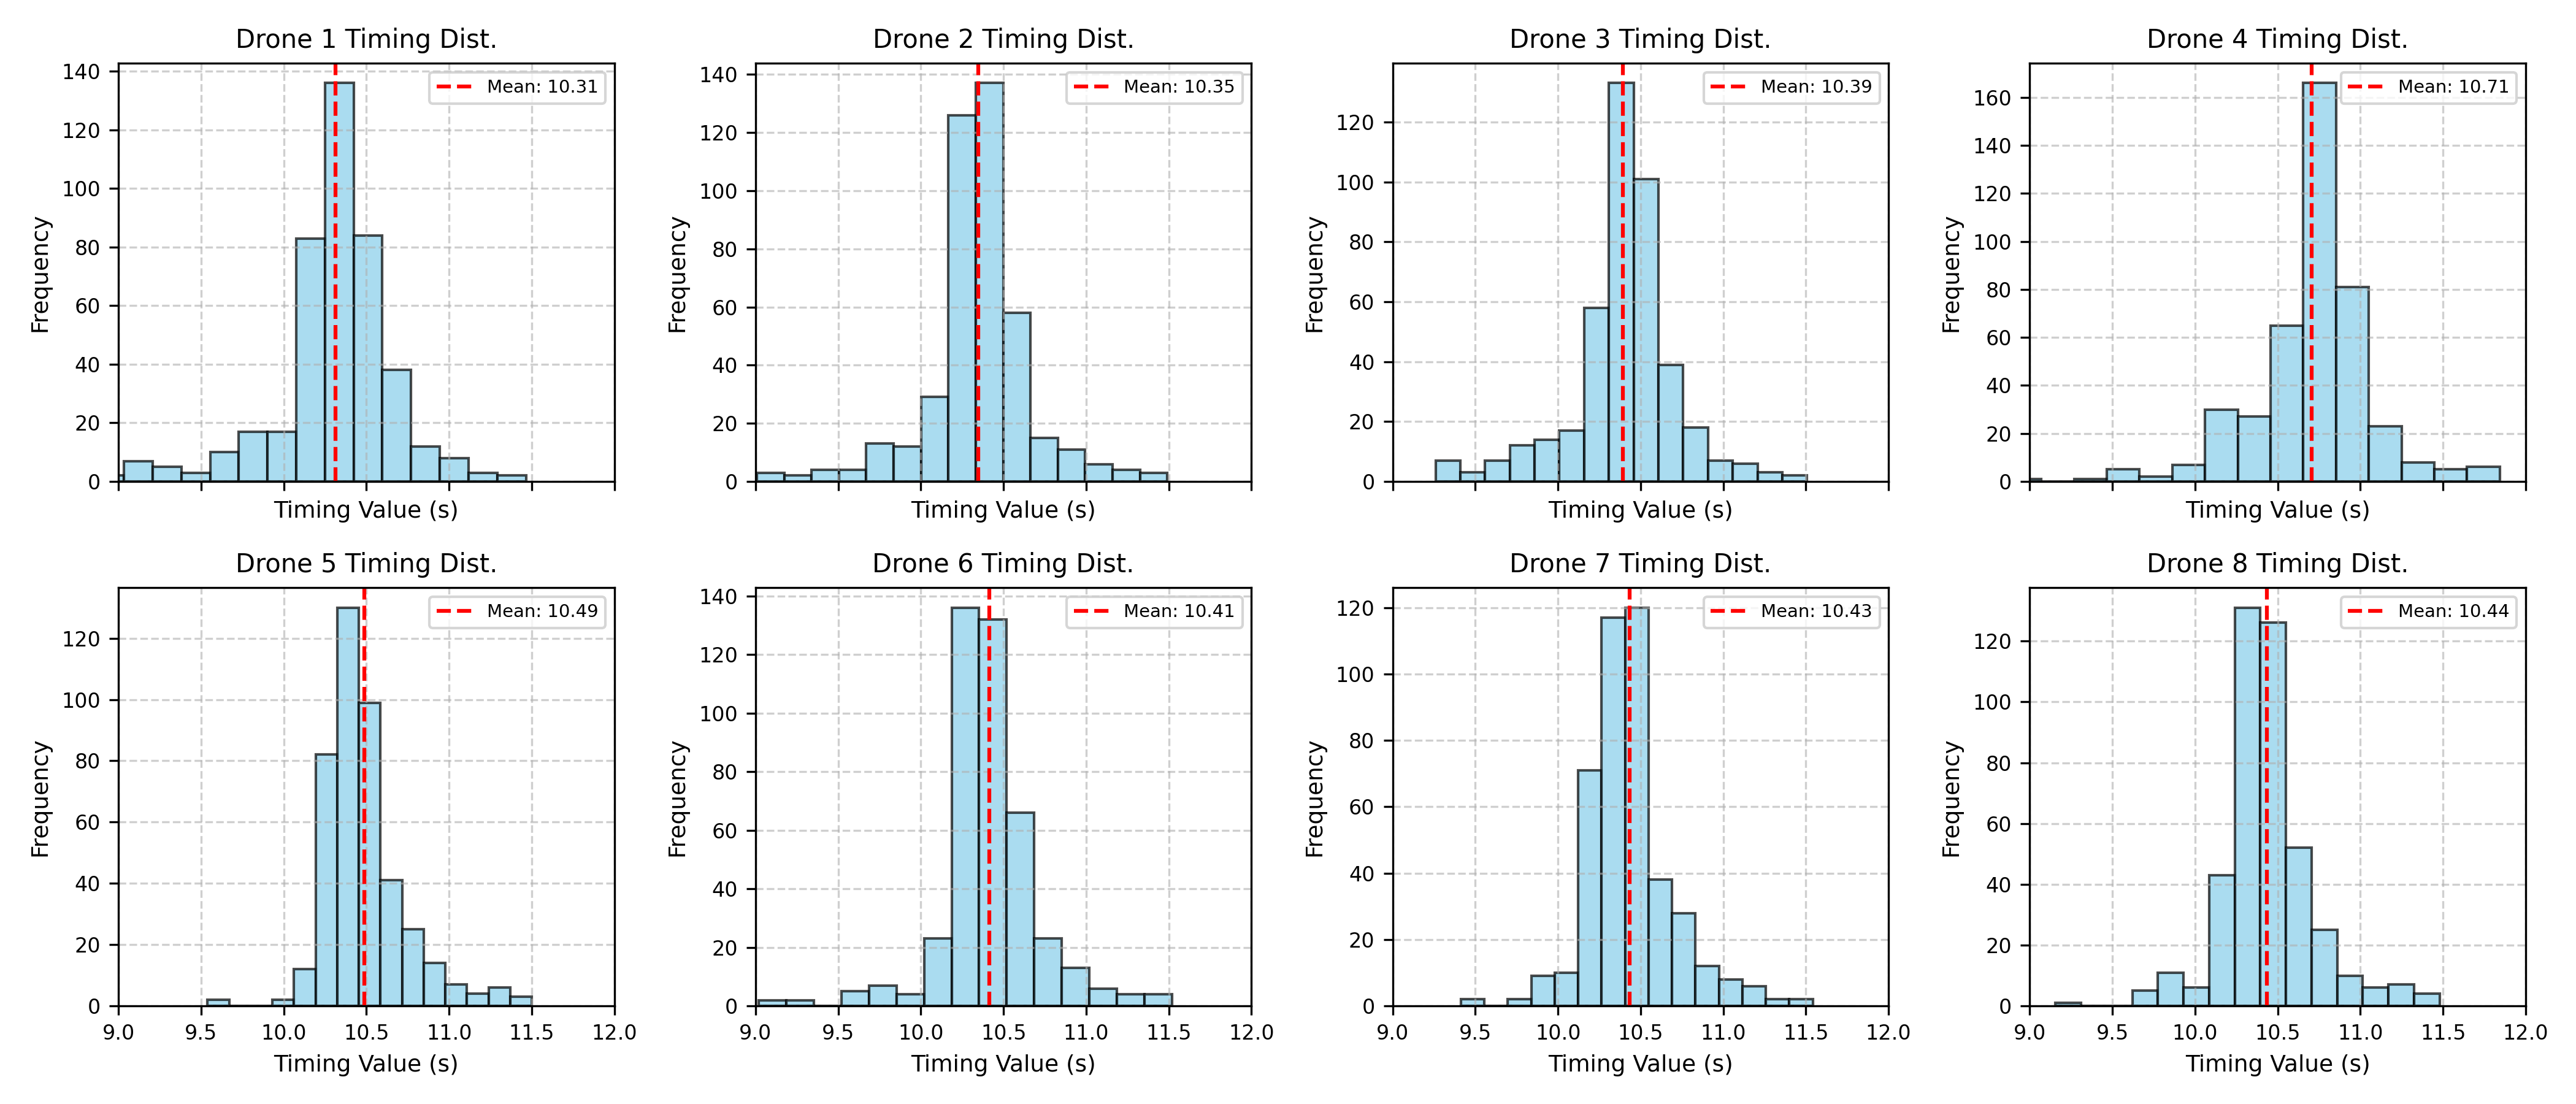 Drone 1 Timing Dist.
Mean: 10.31
Frequency
140
120
100
80
60
40
20
0
Timing Value (s)
Drone 2 Timing Dist.
Mean: 10.35
Frequency
140
120
100
80
60
40
20
0
Timing Value (s)
Drone 3 Timing Dist.
Mean: 10.39
Frequency
120
100
80
60
40
20
0
Timing Value (s)
Drone 4 Timing Dist.
Mean: 10.71
Frequency
160
140
120
100
80
60
40
20
0
Timing Value (s)
Drone 5 Timing Dist.
Mean: 10.49
Frequency
120
100
80
60
40
20
0
9.0 9.5 10.0 10.5 11.0 11.5 12.0
Timing Value (s)
Drone 6 Timing Dist.
Mean: 10.41
Frequency
140
120
100
80
60
40
20
0
9.0 9.5 10.0 10.5 11.0 11.5 12.0
Timing Value (s)
Drone 7 Timing Dist.
Mean: 10.43
Frequency
120
100
80
60
40
20
0
9.0 9.5 10.0 10.5 11.0 11.5 12.0
Timing Value (s)
Drone 8 Timing Dist.
Mean: 10.44
Frequency
120
100
80
60
40
20
0
9.0 9.5 10.0 10.5 11.0 11.5 12.0
Timing Value (s)